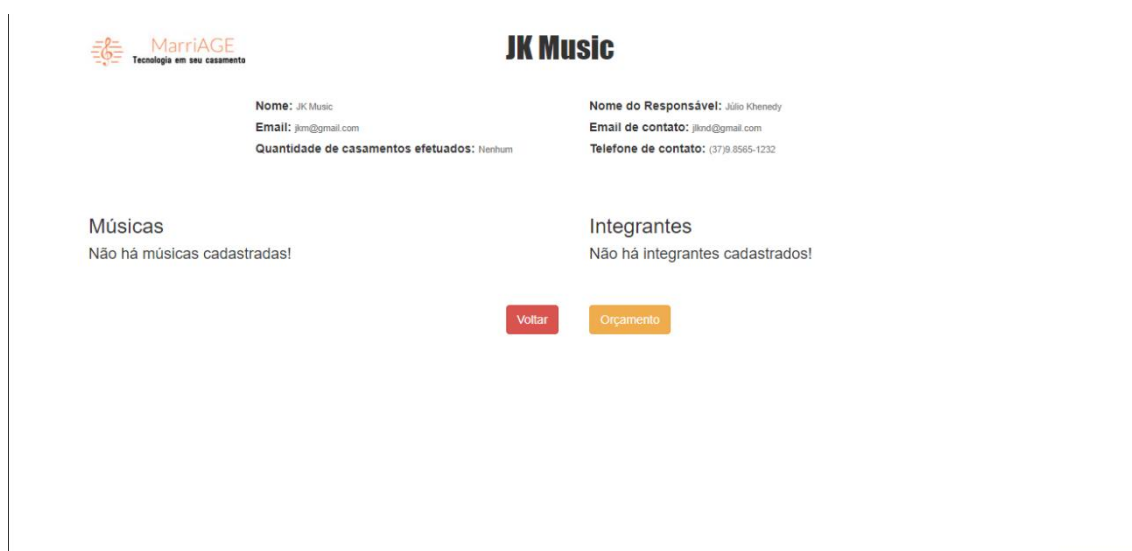 MarriAGE
Tecnologia em seu casamento
JK Music
Nome: JK Music
Email: jkm@gmail.com
Quantidade de casamentos efetuados: Nenhum
Nome do Responsável: Júlio Khenedy
Email de contato: jlknd@gmail.com
Telefone de contato: (37)9.8565-1232
Músicas
Não há músicas cadastradas!
Integrantes
Não há integrantes cadastrados!
Voltar
Orçamento